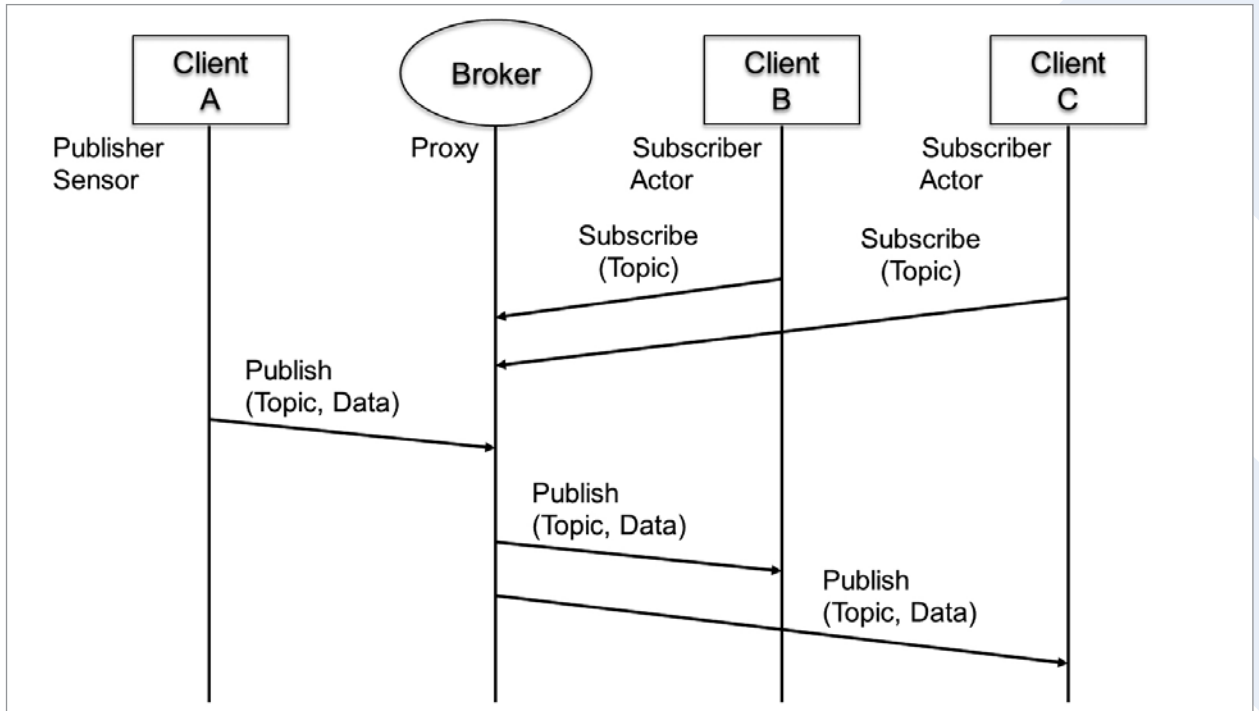 Client
A
Broker
Client
B
Client
C
Publisher
Sensor
Proxy
Subscriber
Actor
Subscriber
Actor
Subscribe
(Topic)
Subscribe
(Topic)
Publish
(Topic, Data)
Publish
(Topic, Data)
Publish
(Topic, Data)